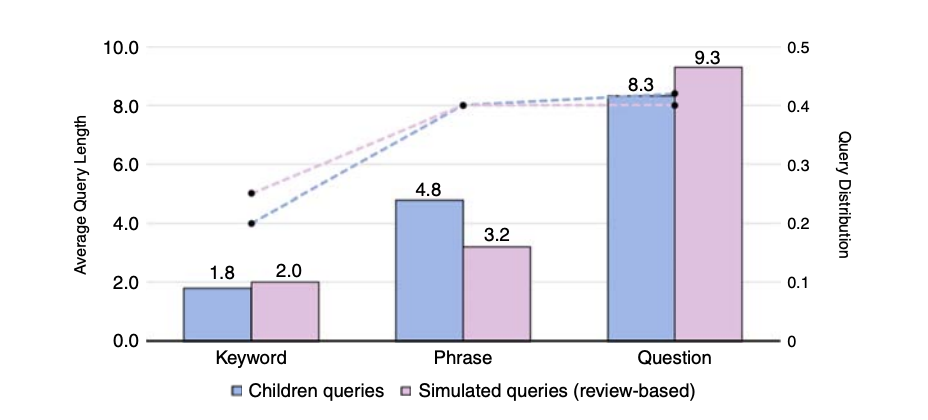 10.0
8.0
6.0
4.0
2.0
0.0
Average Query Length
0.5
0.4
0.3
0.2
0.1
0
Query Distribution
1.8
2.0
4.8
3.2
8.3
9.3
Keyword
Phrase
Question
Children queries
Simulated queries (review-based)